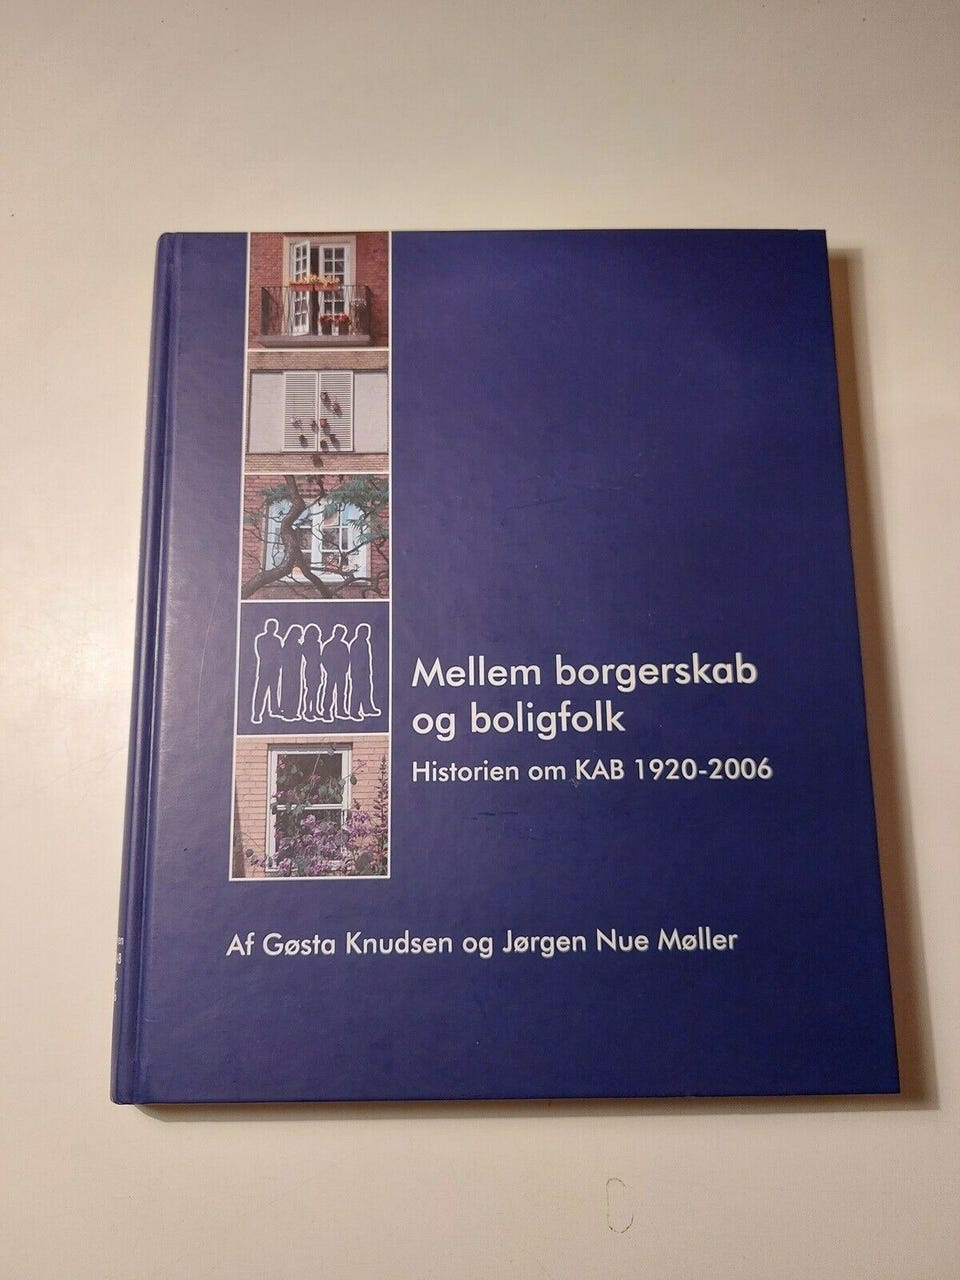 Mellem borgerskab
og boligfolk
Historien om KAB 1920-2006
Af Gøsta Knudsen og Jørgen Nue Møller